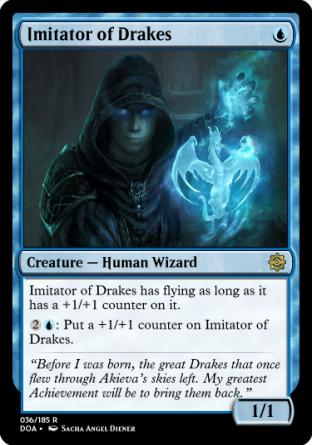 Imitator of Drakes
Creature — Human Wizard
Imitator of Drakes has flying as long as it
has a +1/+1 counter on it.
2: Put a +1/+1 counter on Imitator of
Drakes.
“Before I was born, the great Drakes that once
flew through Akieva's skies left. My greatest
Achievement will be to bring them back.”
1/1
036/185 R
DOA • Sacha Angel Diener